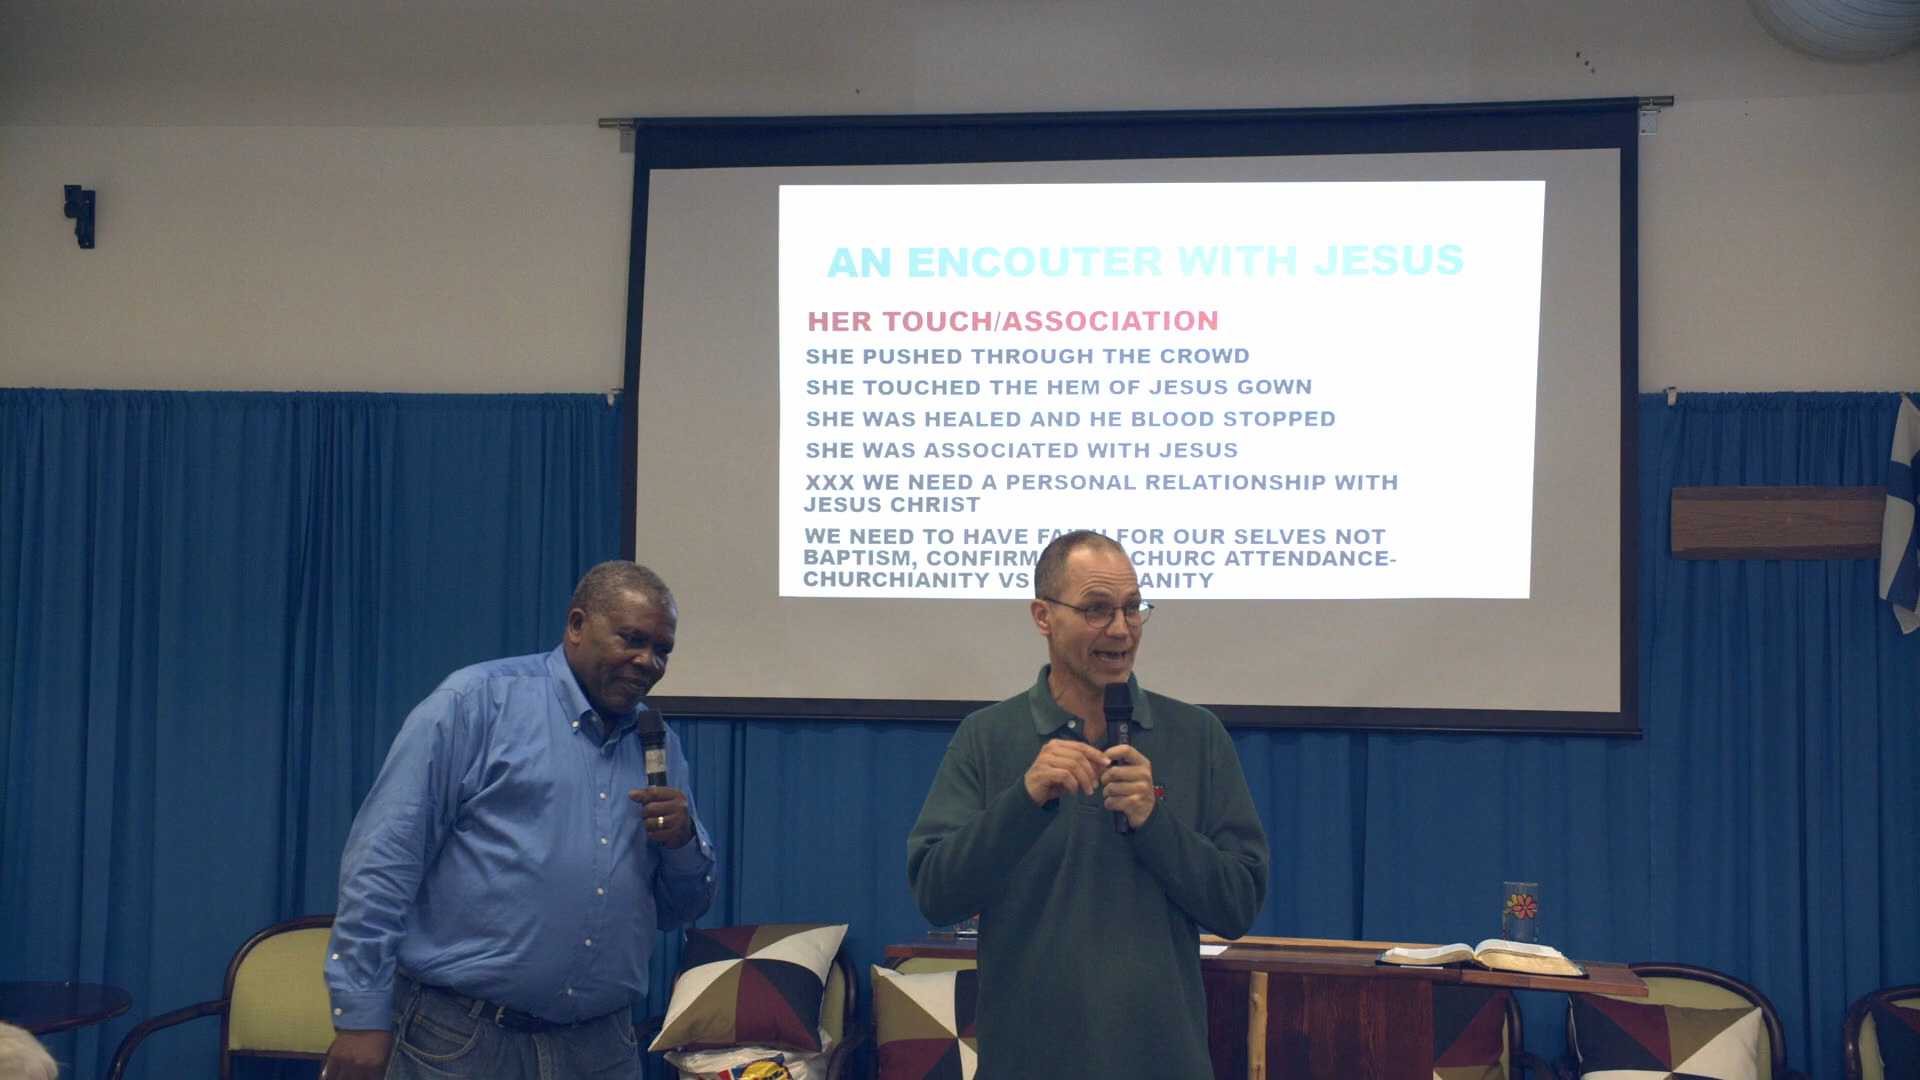 AN ENCOUTER WITH JESUS
HER TOUCH/ASSOCIATION
SHE PUSHED THROUGH THE CROWD
SHE TOUCHED THE HEM OF JESUS GOWN
SHE WAS HEALED AND HE BLOOD STOPPED
SHE WAS ASSOCIATED WITH JESUS
XXX WE NEED A PERSONAL RELATIONSHIP WITH
JESUS CHRIST
WE NEED TO HAVE FOR OUR SELVES NOT
BAPTISM, CHURC ATTENDANCE-
CHURCHIANITY VS